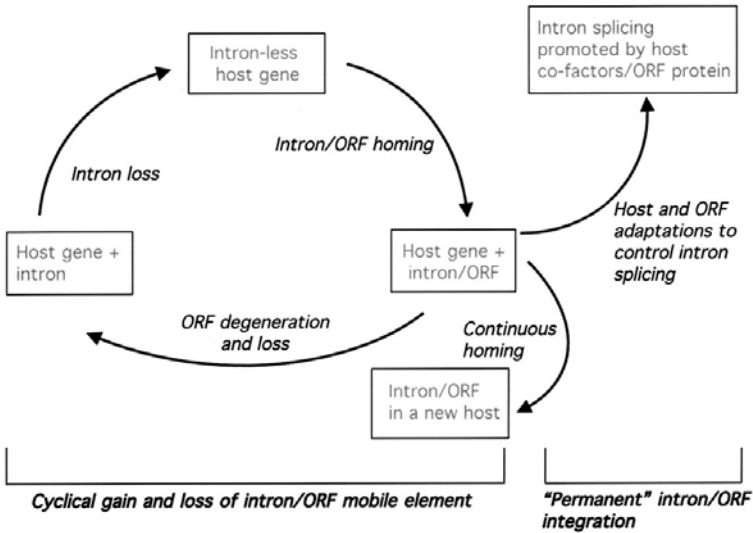 Intron-less
host gene
Intron splicing
promoted by host
co-factors/ORF protein
Intron/ORF homing
Intron loss
Host gene +
intron
Host gene +
intron/ORF
Host and ORF
adaptations to
control intron
splicing
ORF degeneration
and loss
Continuous
homing
Intron/ORF
in a new host
Cyclical gain and loss of intron/ORF mobile element
"Permanent" intron/ORF
integration